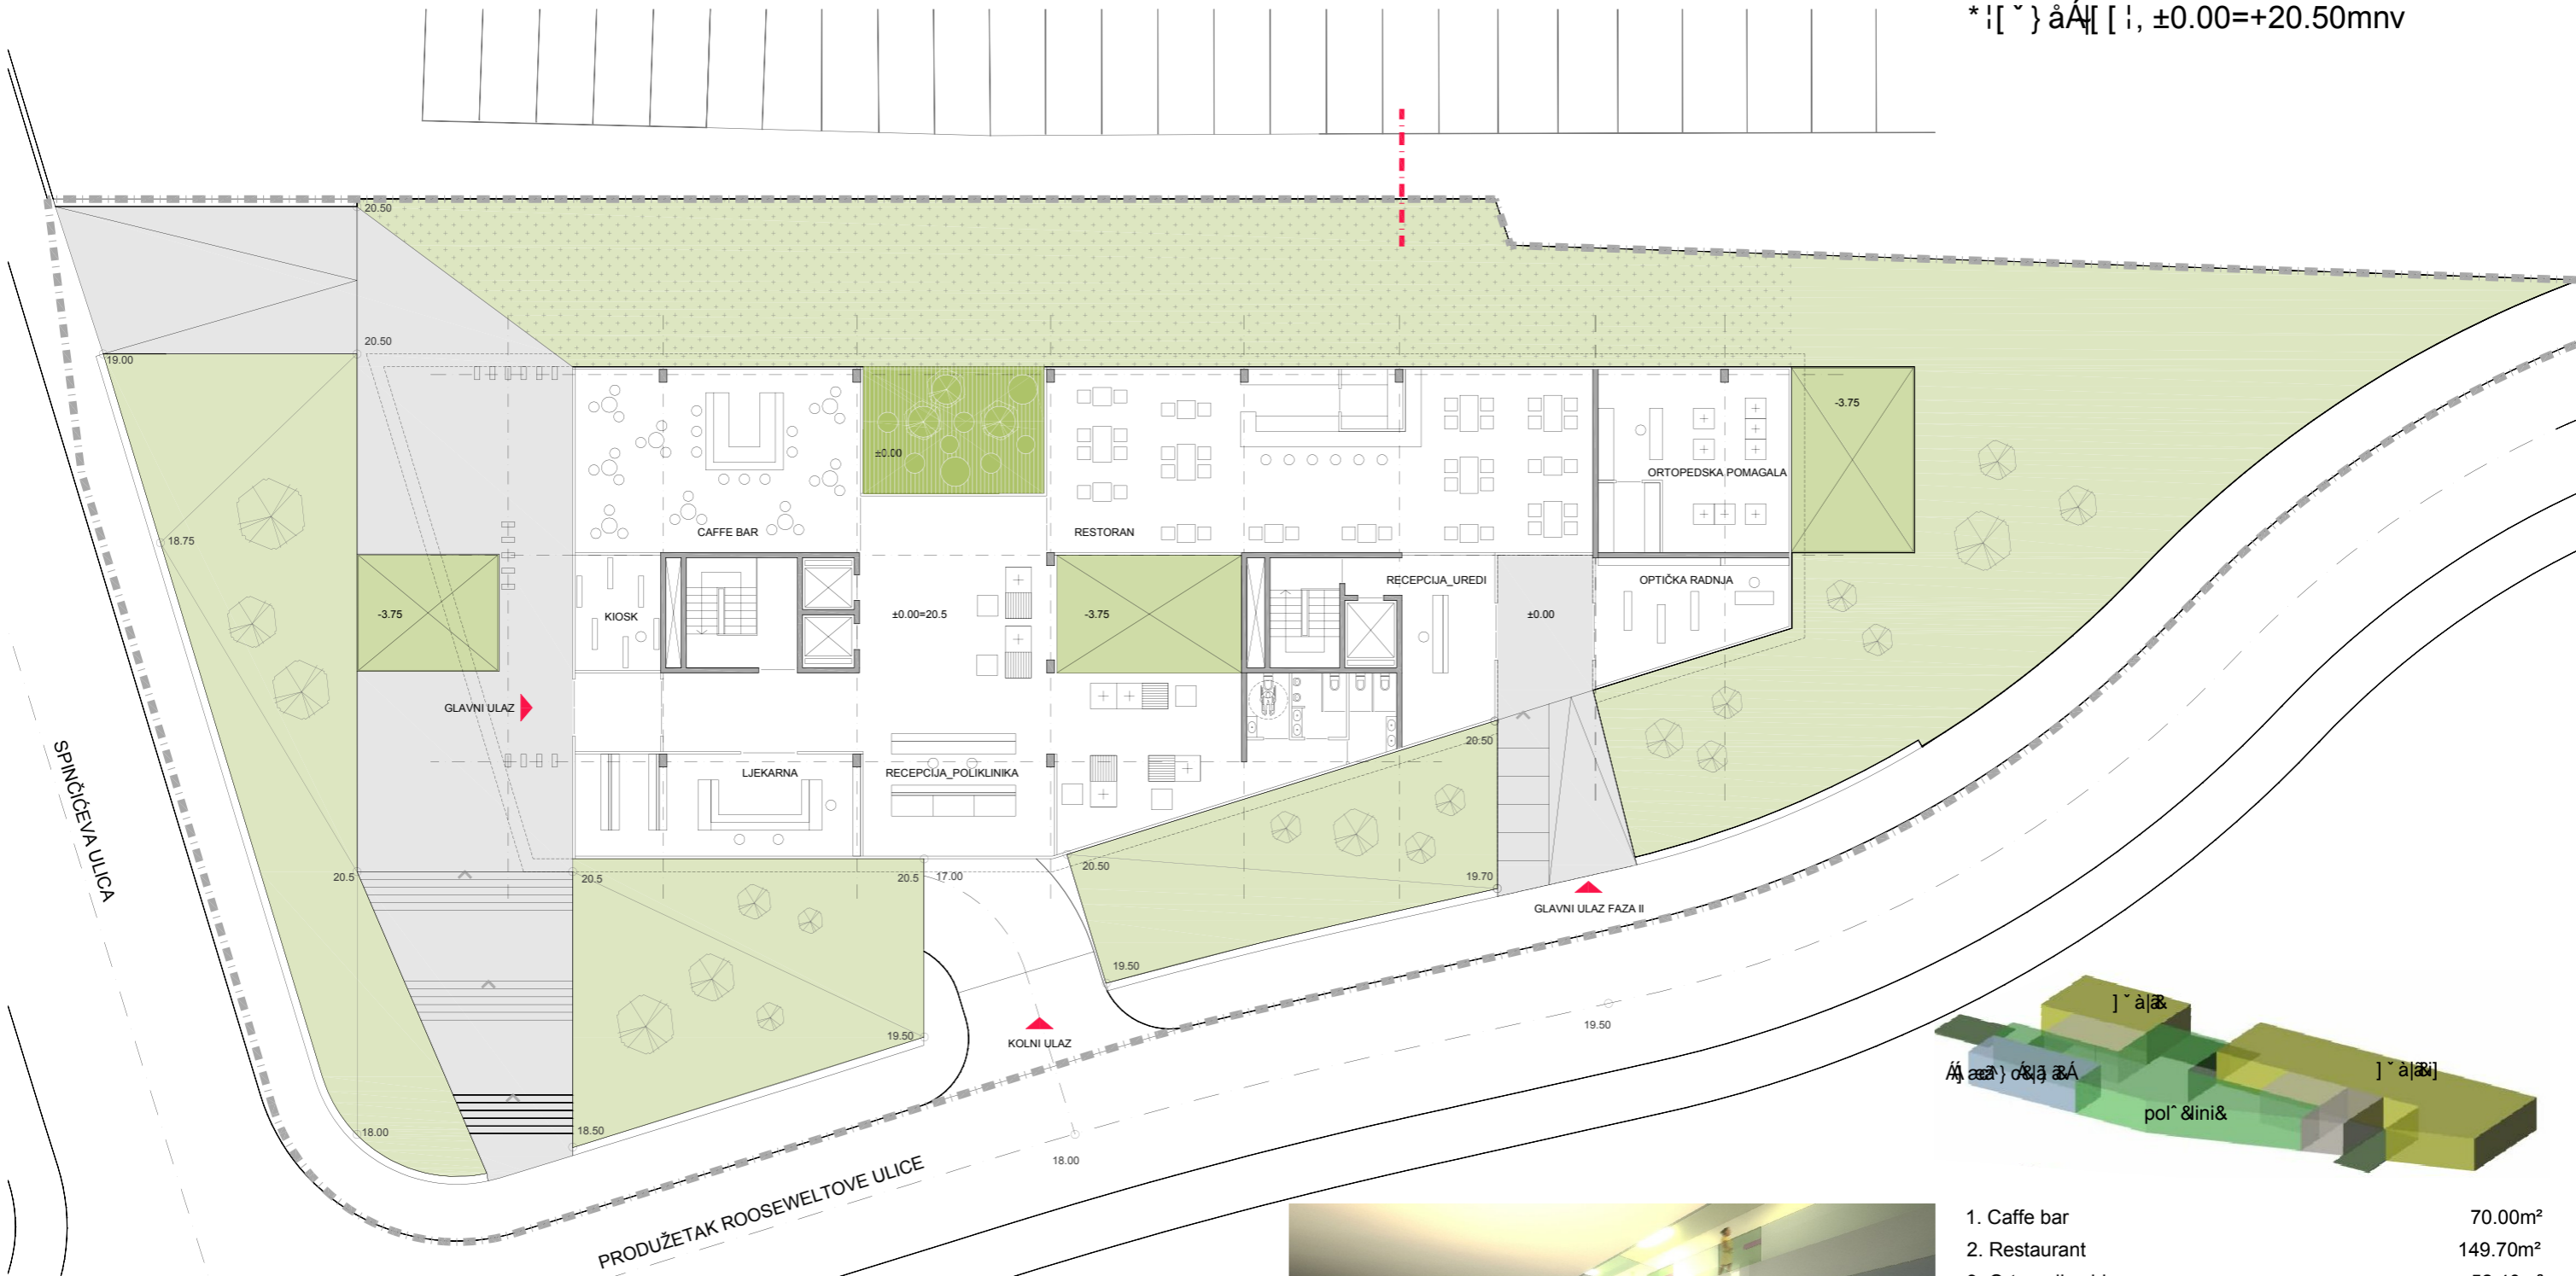 ±0.00=+20.50mnv
20.50
20.50
19.00
-3.75
±0.00
ORTOPEDSKA POMAGALA
CAFFE BAR
RESTORAN
18.75
RECEPCIJA_UREDI
OPTIČKA RADNJA
-3.75
KIOSK
±0.00=20.5
-3.75
±0.00
GLAVNI ULAZ
20.50
LJEKARNA
RECEPCIJA_POLIKLINIKA
SPINČIĆEVA ULICA
20.5
20.5
20.5
17.00
20.50
19.70
GLAVNI ULAZ FAZA II
19.50
19.50
KOLNI ULAZ
19.50
18.00
18.50
18.00
PRODUŽETAK ROOSEWELTOVE ULICE
1. Caffe bar 70.00m²
2. Restaurant 149.70m²